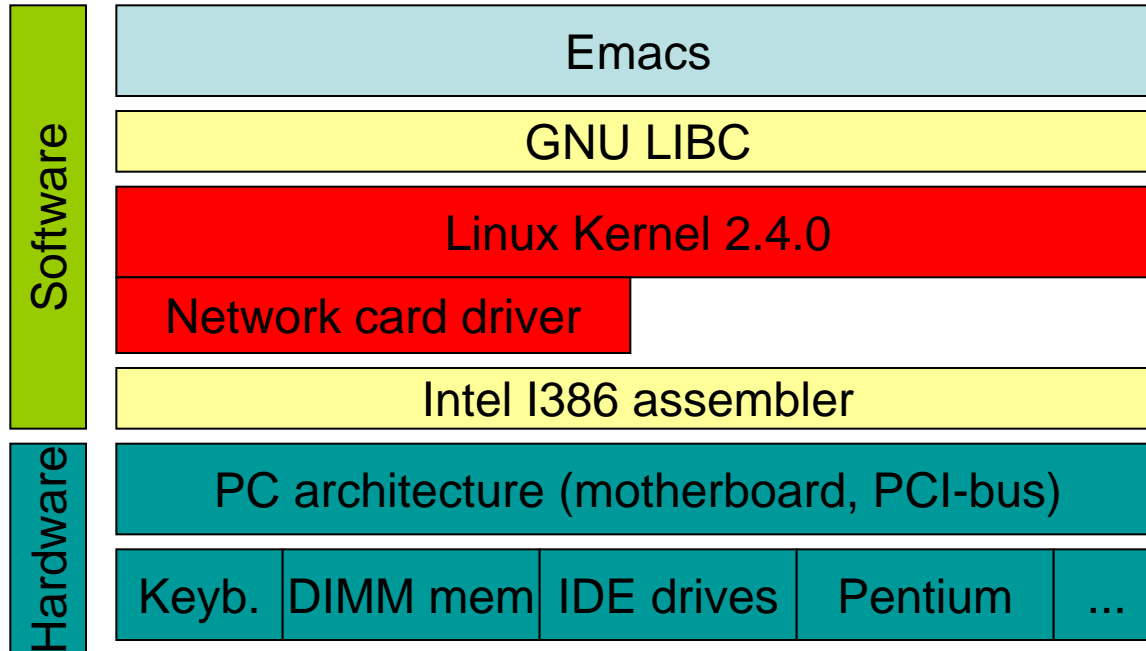 Software
Emacs
GNU LIBC
Linux Kernel 2.4.0
Network card driver
Intel I386 assembler
Hardware
PC architecture (motherboard, PCI-bus)
Keyb. DIMM mem IDE drives Pentium ...